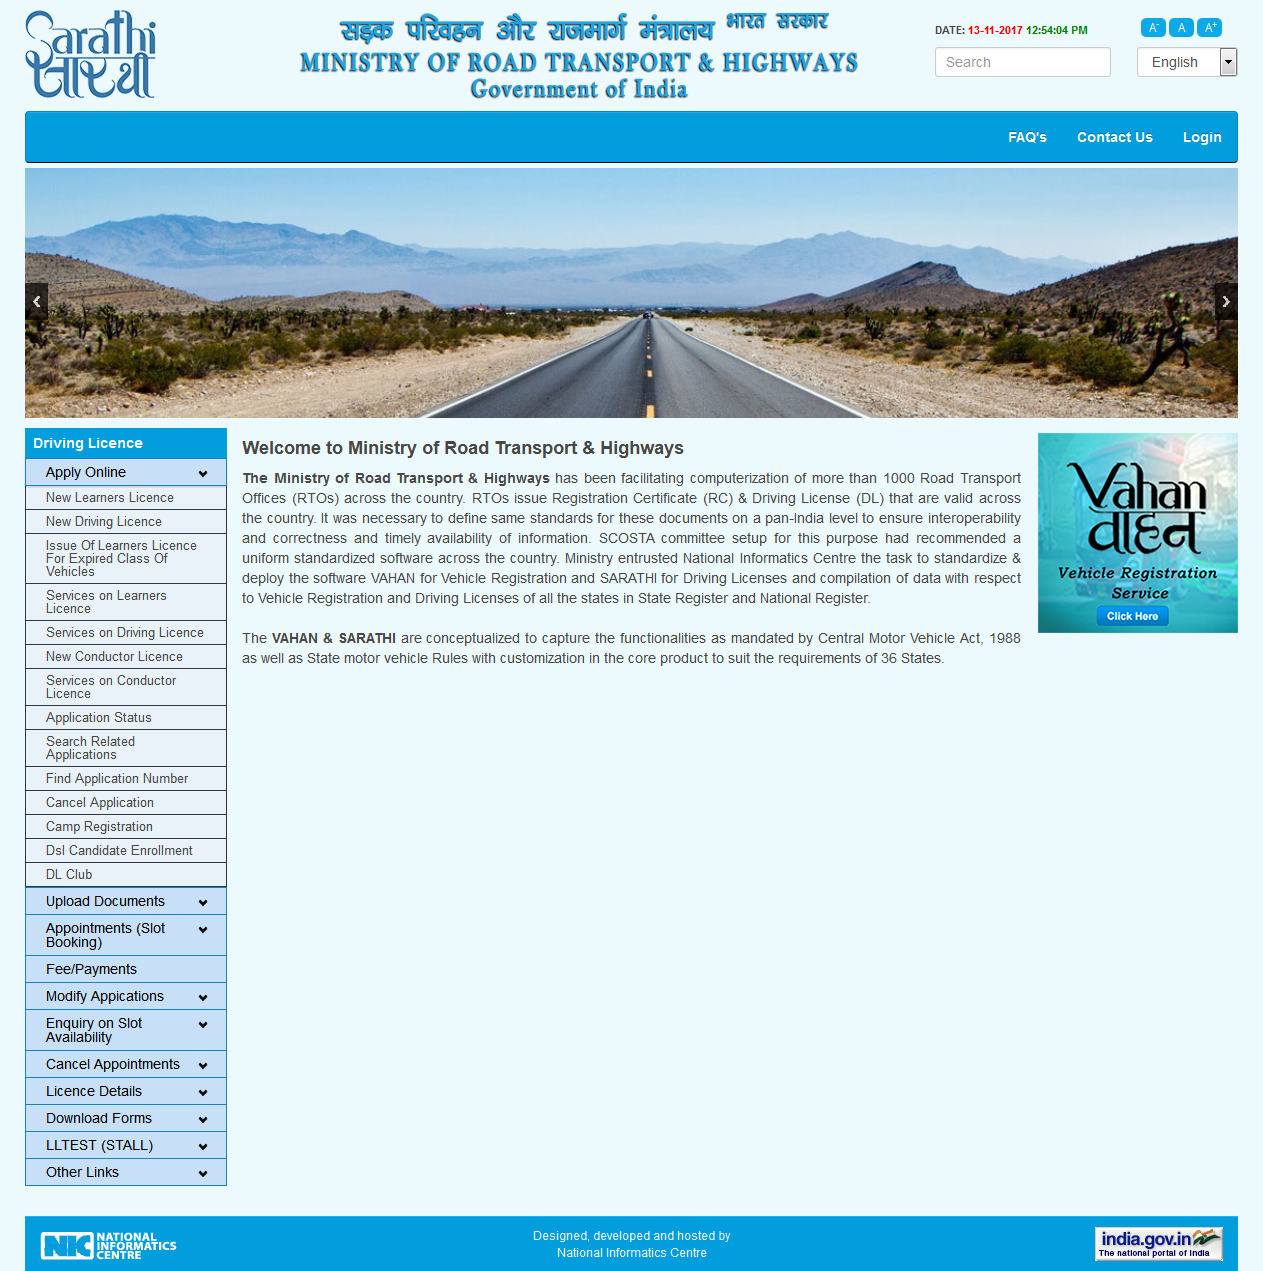 Sarathi
सारथी
सड़क परिवहन और राजमार्ग मंत्रालय भारत सरकार
MINISTRY OF ROAD TRANSPORT & HIGHWAYS
Government of India
DATE: 13-11-2017 12:54:04 PM
A- A A+
Search
English
FAQ's Contact Us Login
Driving Licence
Apply Online
New Learners Licence
New Driving Licence
Issue Of Learners Licence
For Expired Class Of
Vehicles
Services on Learners
Licence
Services on Driving Licence
New Conductor Licence
Services on Conductor
Licence
Application Status
Search Related
Applications
Find Application Number
Cancel Application
Camp Registration
Dsl Candidate Enrollment
DL Club
Upload Documents
Appointments (Slot
Booking)
Fee/Payments
Modify Appications
Enquiry on Slot
Availability
Cancel Appointments
Licence Details
Download Forms
LLTEST (STALL)
Other Links
Welcome to Ministry of Road Transport & Highways
The Ministry of Road Transport & Highways has been facilitating computerization of more than 1000 Road Transport
Offices (RTOs) across the country. RTOs issue Registration Certificate (RC) & Driving License (DL) that are valid across
the country. It was necessary to define same standards for these documents on a pan-India level to ensure interoperability
and correctness and timely availability of information. SCOSTA committee setup for this purpose had recommended a
uniform standardized software across the country. Ministry entrusted National Informatics Centre the task to standardize &
deploy the software VAHAN for Vehicle Registration and SARATHI for Driving Licenses and compilation of data with respect
to Vehicle Registration and Driving Licenses of all the states in State Register and National Register.
The VAHAN & SARATHI are conceptualized to capture the functionalities as mandated by Central Motor Vehicle Act, 1988
as well as State motor vehicle Rules with customization in the core product to suit the requirements of 36 States.
Vahan
वाहन
Vehicle Registration
Service
Click Here
NIC NATIONAL
INFORMATICS
CENTRE
Designed, developed and hosted by
National Informatics Centre
india.gov.in
The national portal of India